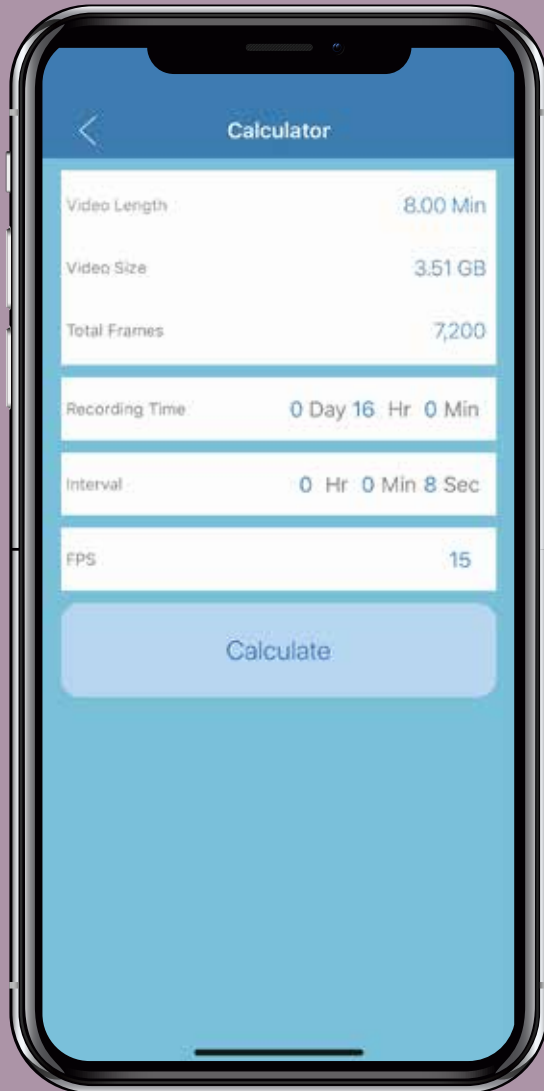 Calculator
Video Length 8.00 Min
Video Size 3.51 GB
Total Frames 7,200
Recording Time 0 Day 16 Hr 0 Min
Interval 0 Hr 0 Min 8 Sec
FPS 15
Calculate